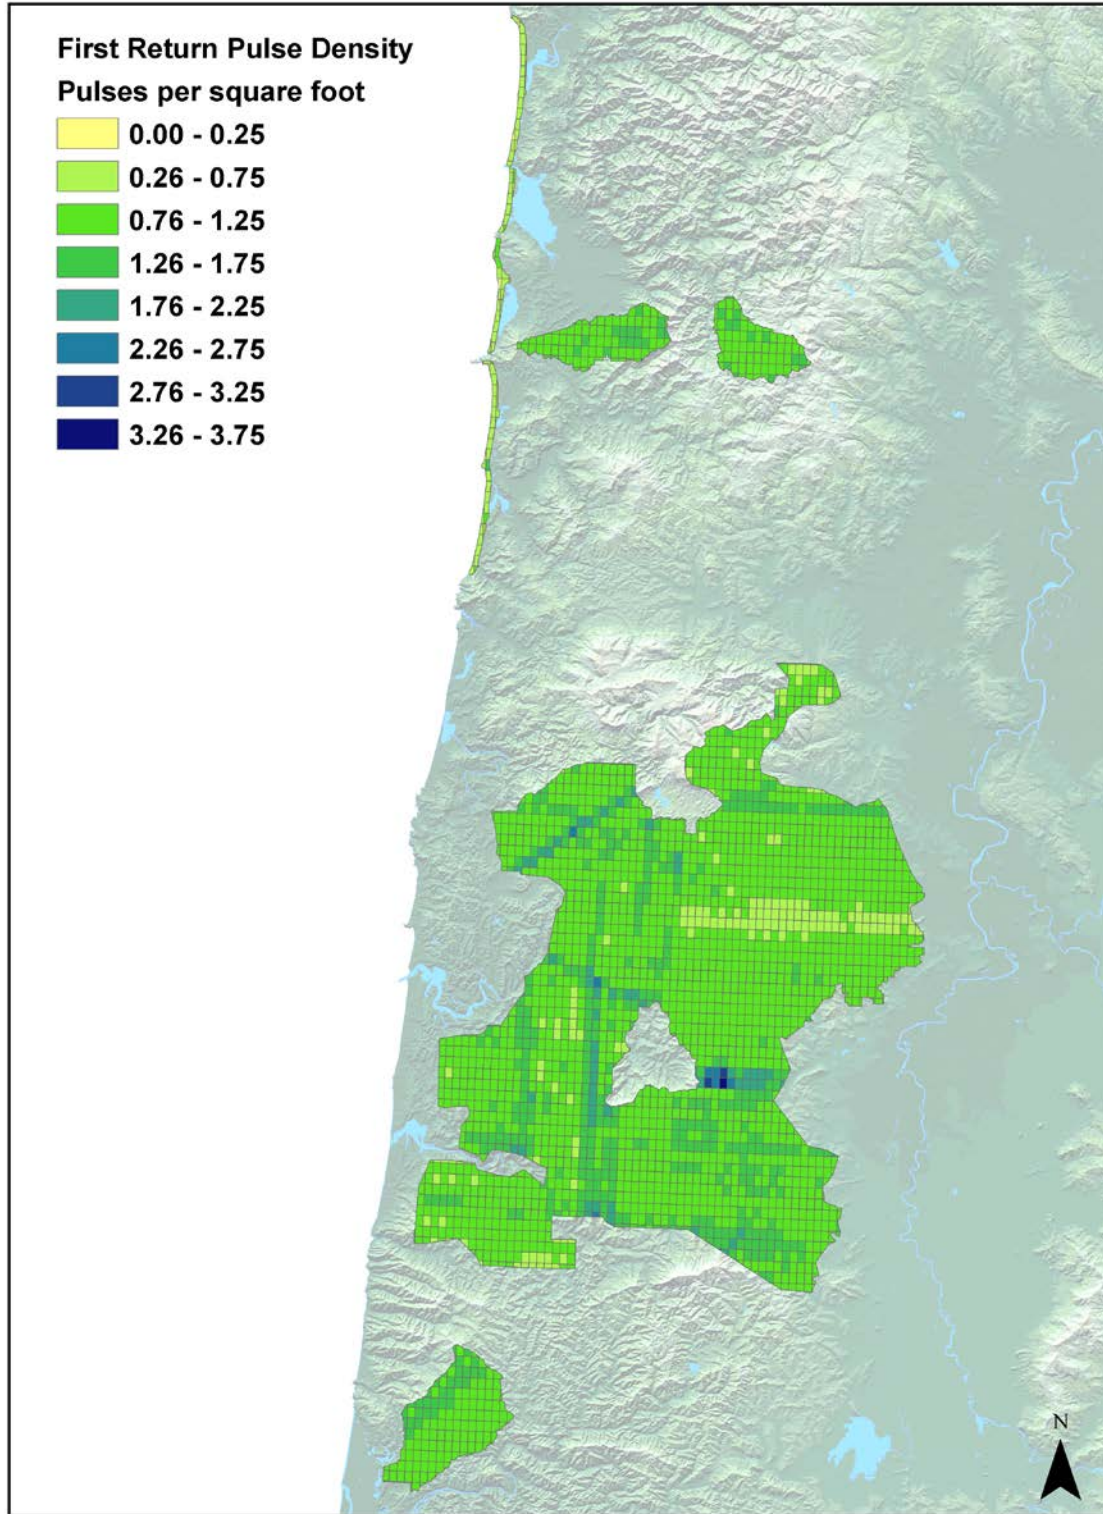 First Return Pulse Density
Pulses per square foot
0.00 - 0.25
0.26 - 0.75
0.76 - 1.25
1.26 - 1.75
1.76 - 2.25
2.26 - 2.75
2.76 - 3.25
3.26 - 3.75
N